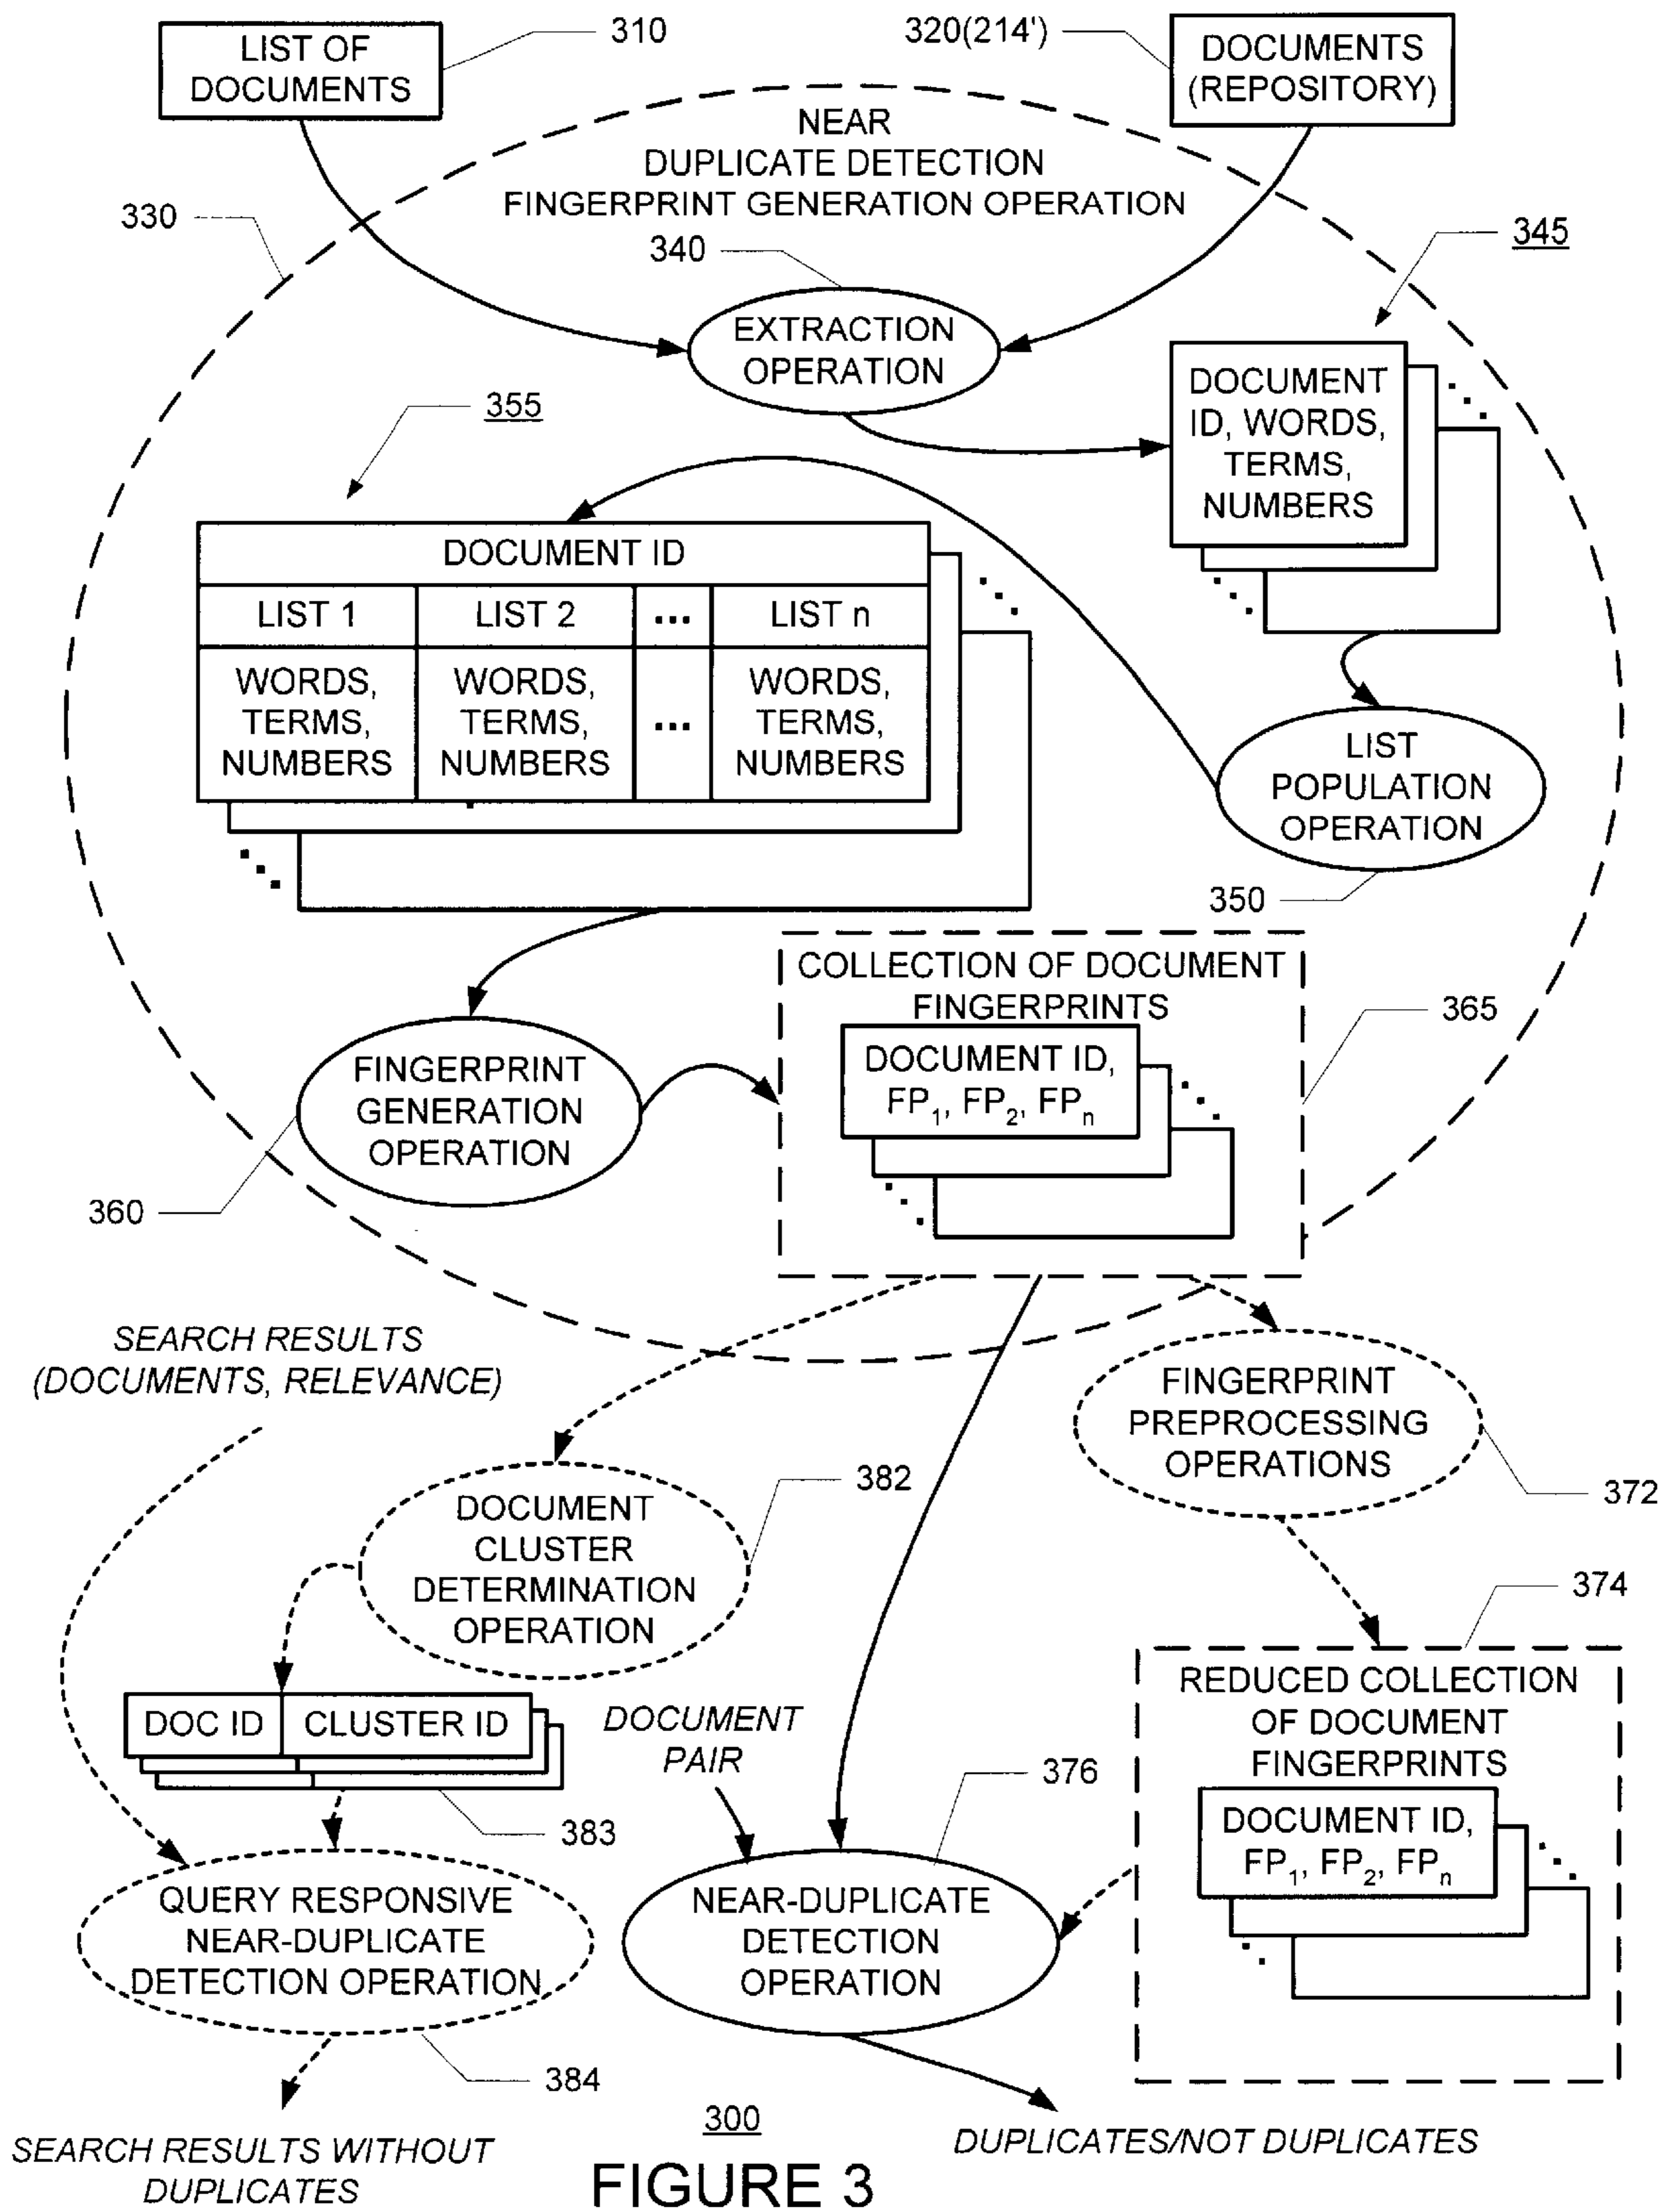 LIST OF
DOCUMENTS
310
320(214')
DOCUMENTS
(REPOSITORY)
NEAR
DUPLICATE DETECTION
FINGERPRINT GENERATION OPERATION
330
340
345
EXTRACTION
OPERATION
355
DOCUMENT
ID, WORDS,
TERMS,
NUMBERS
DOCUMENT ID
LIST 1
LIST 2
...
LIST n
WORDS,
TERMS,
NUMBERS
WORDS,
TERMS,
NUMBERS
...
WORDS,
TERMS,
NUMBERS
LIST
POPULATION
OPERATION
350
COLLECTION OF DOCUMENT
FINGERPRINTS
365
DOCUMENT ID,
FP1, FP2, FPn
FINGERPRINT
GENERATION
OPERATION
360
SEARCH RESULTS
(DOCUMENTS, RELEVANCE)
FINGERPRINT
PREPROCESSING
OPERATIONS
372
382
DOCUMENT
CLUSTER
DETERMINATION
OPERATION
374
REDUCED COLLECTION
OF DOCUMENT
FINGERPRINTS
DOCUMENT ID,
FP1, FP2, FPn
DOC ID
CLUSTER ID
383
DOCUMENT
PAIR
376
QUERY RESPONSIVE
NEAR-DUPLICATE
DETECTION OPERATION
384
NEAR-DUPLICATE
DETECTION
OPERATION
SEARCH RESULTS WITHOUT
DUPLICATES
DUPLICATES/NOT DUPLICATES
300
FIGURE 3